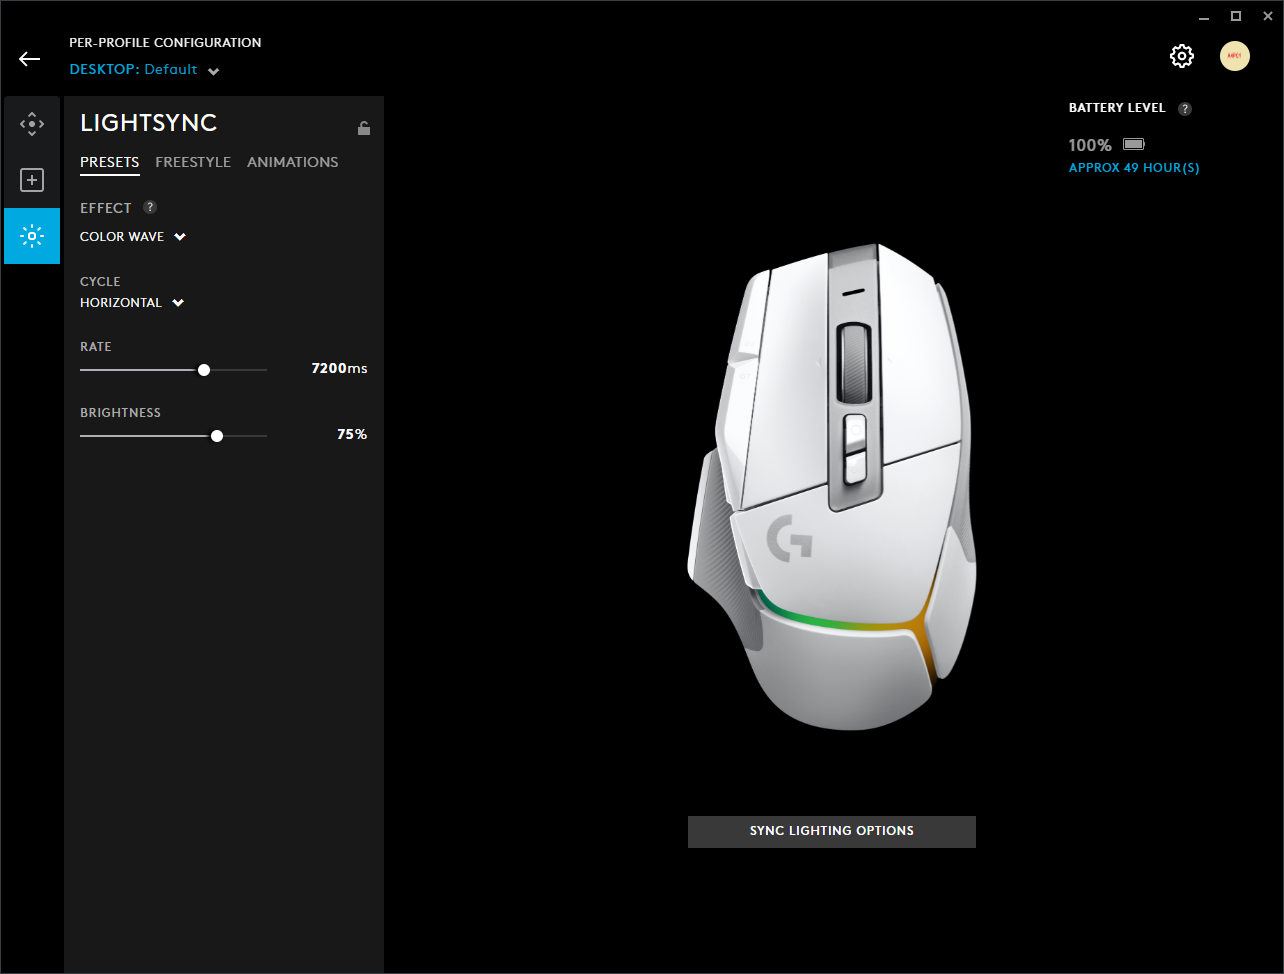 PER-PROFILE CONFIGURATION
DESKTOP: Default
LIGHTSYNC
PRESETS FREESTYLE ANIMATIONS
EFFECT ?
COLOR WAVE
CYCLE
HORIZONTAL
RATE
7200ms
BRIGHTNESS
75%
BATTERY LEVEL ?
100%
APPROX 49 HOUR(S)
G
SYNC LIGHTING OPTIONS